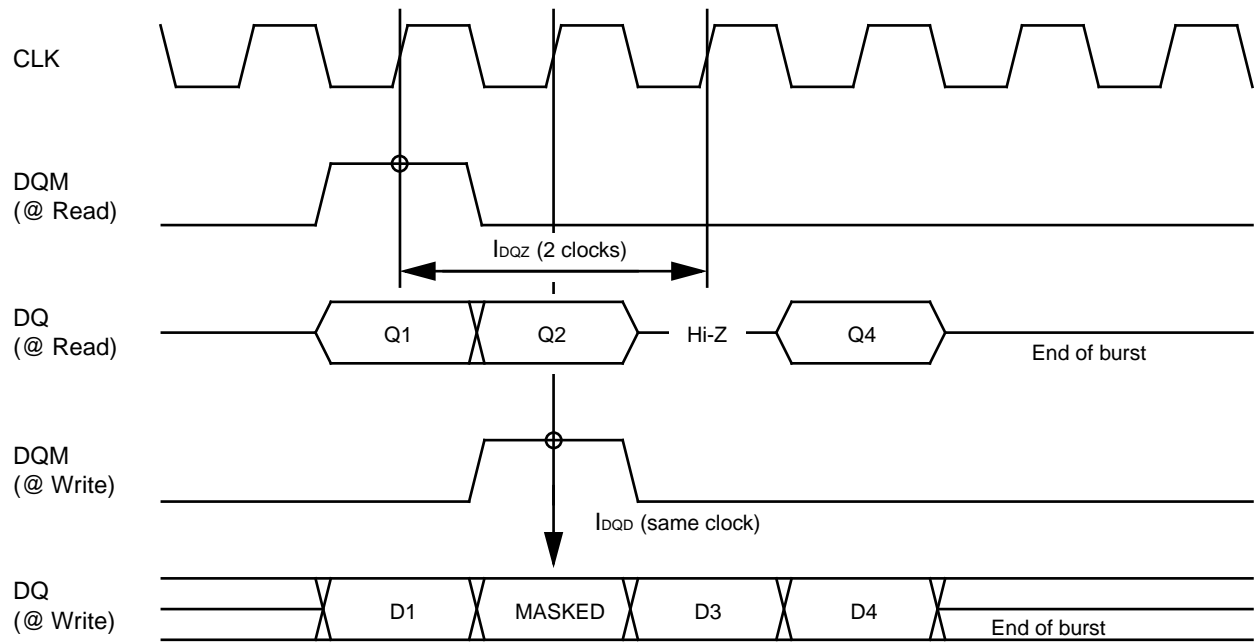 CLK
DQM
(@ Read)
IDQZ (2 clocks)
DQ
(@ Read)
Q1
Q2
Hi-Z
Q4
End of burst
DQM
(@ Write)
IDQD (same clock)
DQ
(@ Write)
D1
MASKED
D3
D4
End of burst